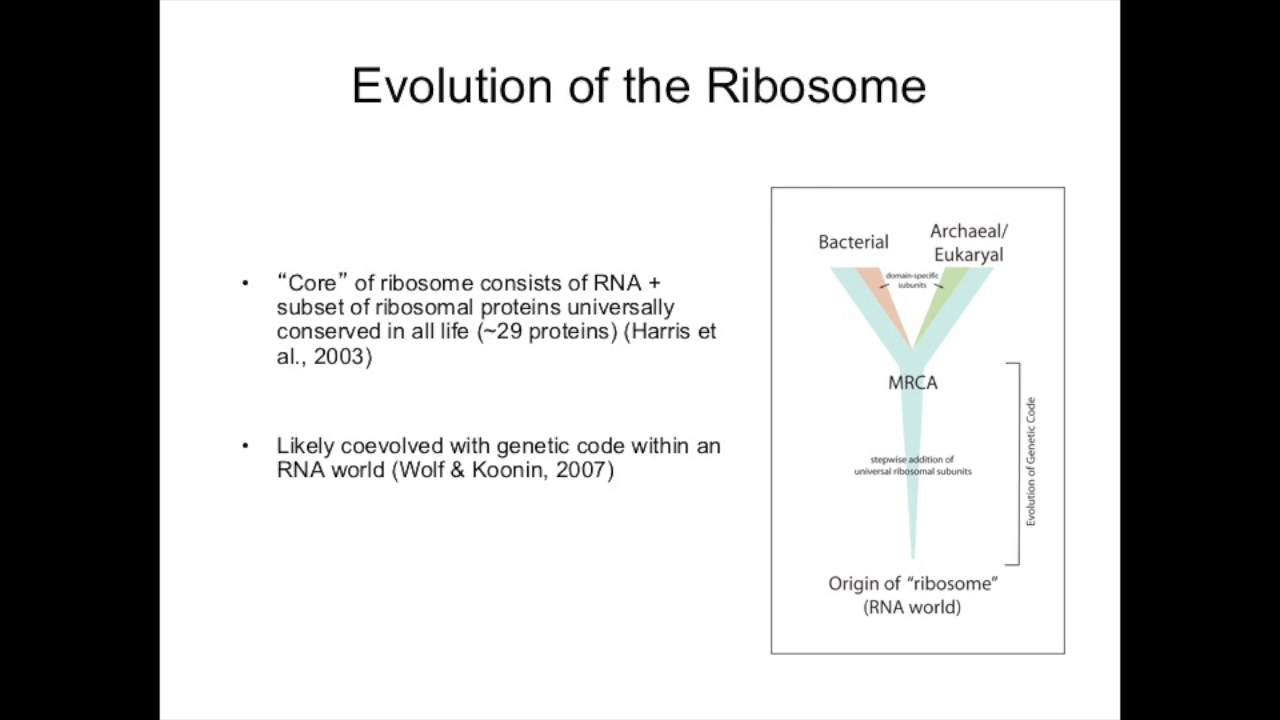 Evolution of the Ribosome
• “Core” of ribosome consists of RNA +
subset of ribosomal proteins universally
conserved in all life (~29 proteins) (Harris et
al., 2003)
• Likely coevolved with genetic code within an
RNA world (Wolf & Koonin, 2007)
Bacterial
Archaeal/
Eukaryal
domain-specific
subunits
MRCA
stepwise addition of
universal ribosomal subunits
Evolution of Genetic Code
Origin of “ribosome”
(RNA world)